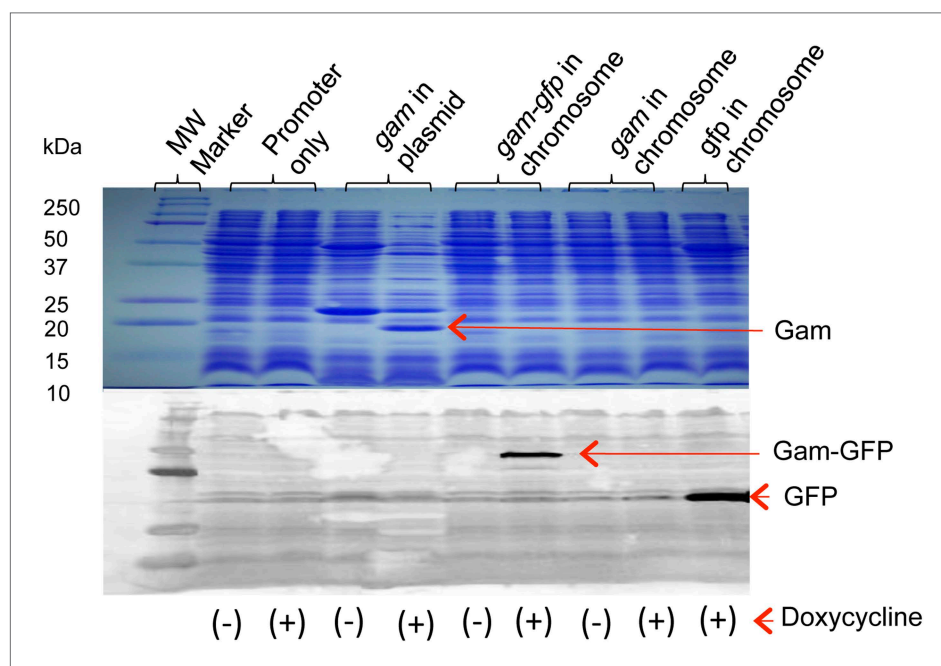 kDa
MW
Marker
Promoter
only
gam in
plasmid
gam-gfp in
chromosome
gam in
chromosome
gfp in
chromosome
250
50
37
25
20
15
10
Gam
Gam-GFP
GFP
(-) (+) (-) (+) (-) (+) (-) (+) (+) Doxycycline